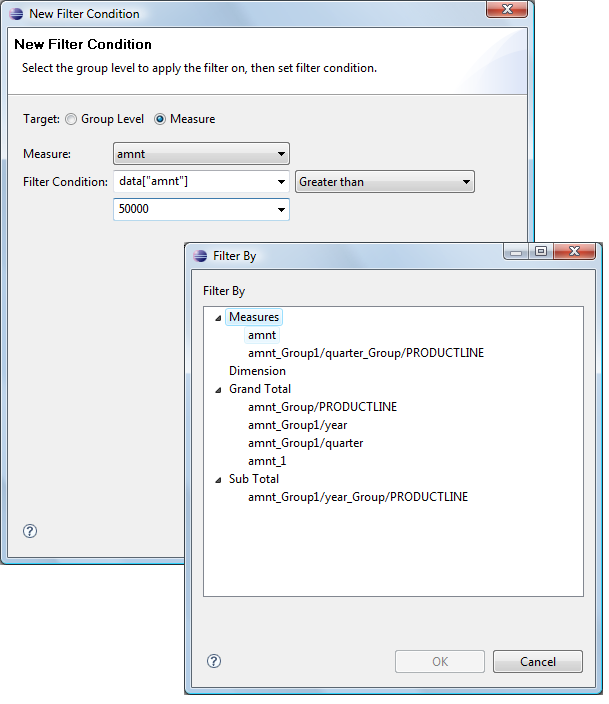 New Filter Condition
New Filter Condition
Select the group level to apply the filter on, then set filter condition.
Target: Group Level Measure
Measure: amnt
Filter Condition: data["amnt"] Greater than
50000
Filter By
Filter By
Measures
amnt
amnt_Group1/quarter_Group/PRODUCTLINE
Dimension
Grand Total
amnt_Group/PRODUCTLINE
amnt_Group1/year
amnt_Group1/quarter
amnt_1
Sub Total
amnt_Group1/year_Group/PRODUCTLINE
? 
? OK Cancel